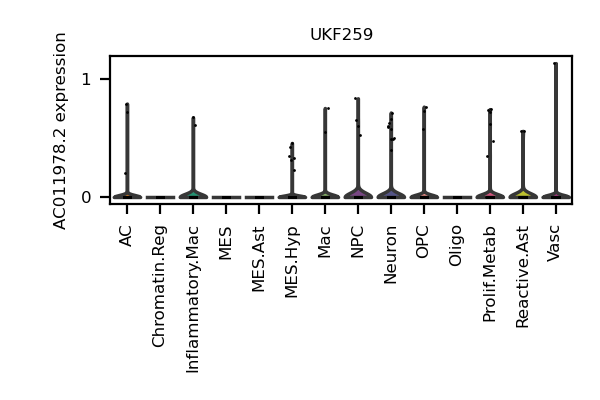 UKF259
AC011978.2 expression
1
0
AC
Chromatin.Reg
Inflammatory.Mac
MES
MES.Ast
MES.Hyp
Mac
NPC
Neuron
OPC
Oligo
Prolif.Metab
Reactive.Ast
Vasc